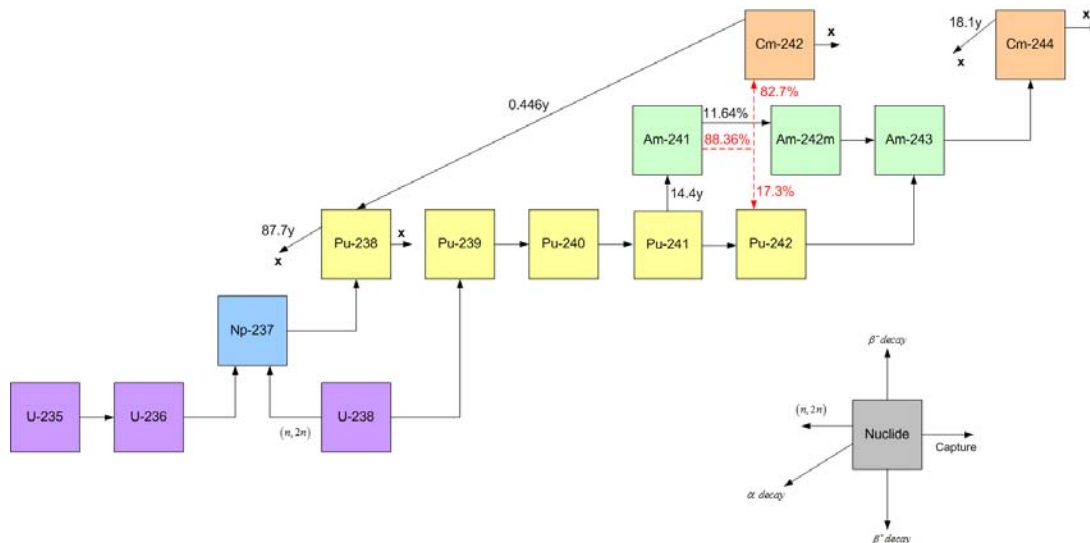 Cm-242
x
18.1y
x
Cm-244
x
0.446y
82.7%
11.64%
Am-241
88.36%
Am-242m
Am-243
14.4y
17.3%
87.7y
x
Pu-238
x
Pu-239
Pu-240
Pu-241
Pu-242
Np-237
U-235
U-236
(n, 2n)
U-238
β⁻ decay
(n, 2n)
Nuclide
Capture
α decay
β⁺ decay